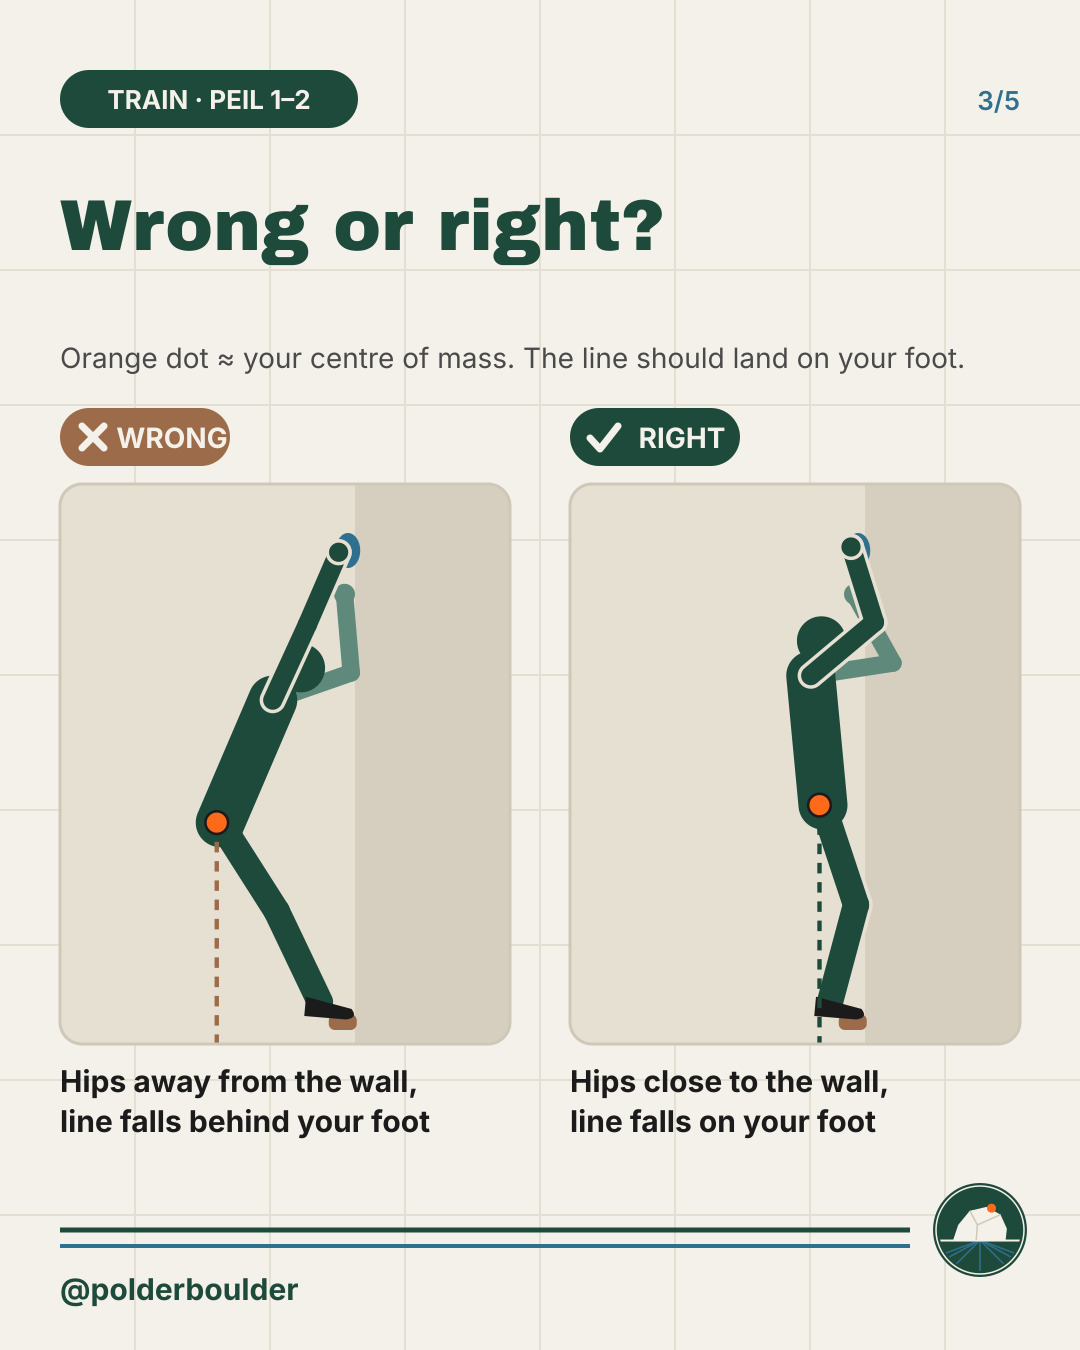 TRAIN · PEIL 1–2
3/5
Wrong or right?
Orange dot ≈ your centre of mass. The line should land on your foot.
WRONG
RIGHT
Hips away from the wall,
line falls behind your foot
Hips close to the wall,
line falls on your foot
@polderboulder